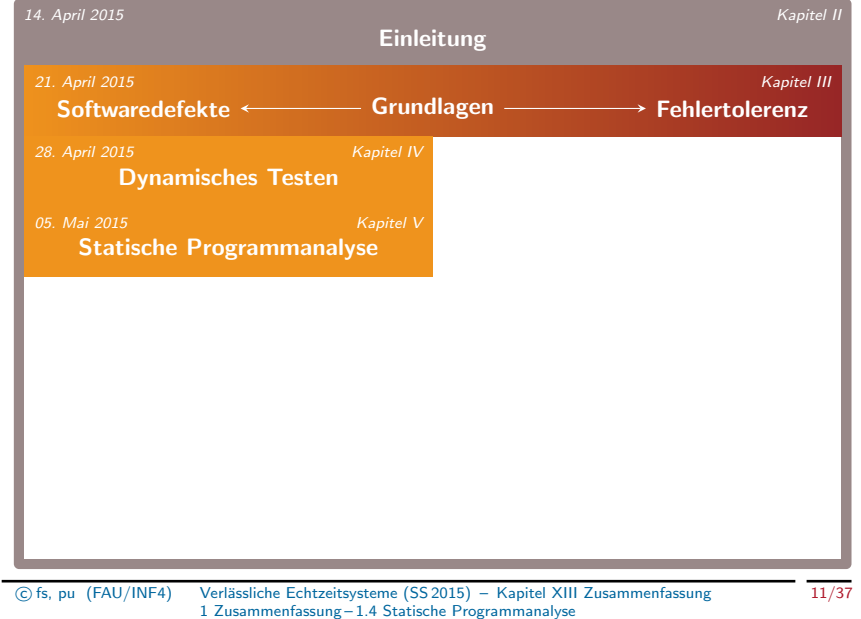 14. April 2015 Kapitel II
Einleitung
21. April 2015 Kapitel III
Softwaredefekte Grundlagen Fehlertolerenz
28. April 2015 Kapitel IV
Dynamisches Testen
05. Mai 2015 Kapitel V
Statische Programmanalyse
© fs, pu (FAU/INF4) Verlässliche Echtzeitsysteme (SS 2015) – Kapitel XIII Zusammenfassung 11/37
1 Zusammenfassung – 1.4 Statische Programmanalyse